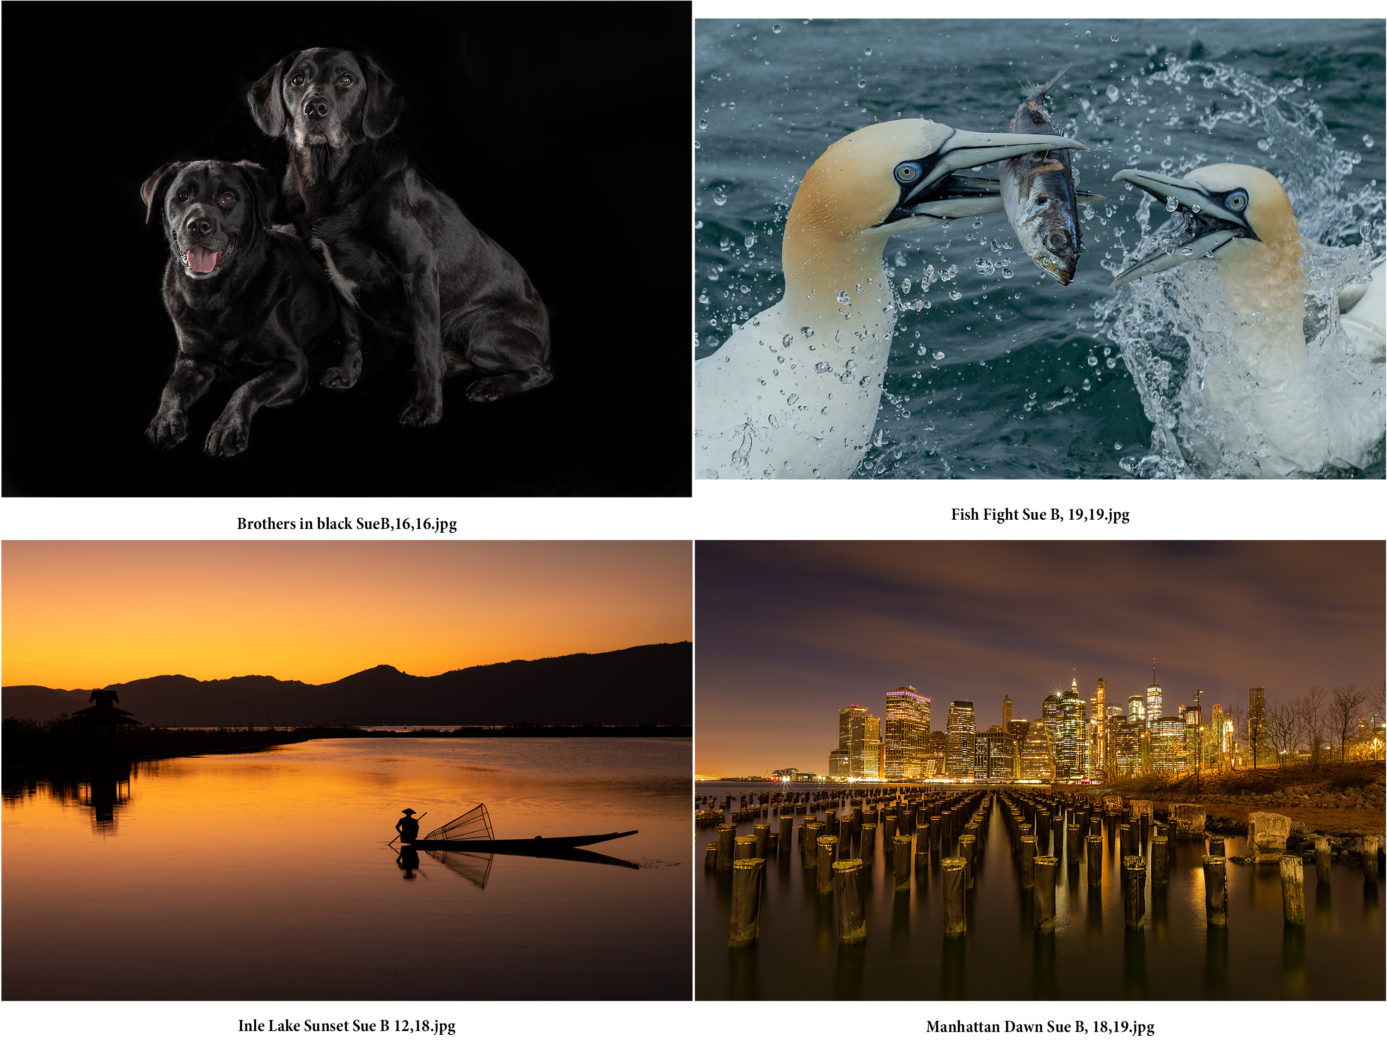 Brothers in black SueB,16,16.jpg
Fish Fight Sue B, 19,19.jpg
Inle Lake Sunset Sue B 12,18.jpg
Manhattan Dawn Sue B, 18,19.jpg